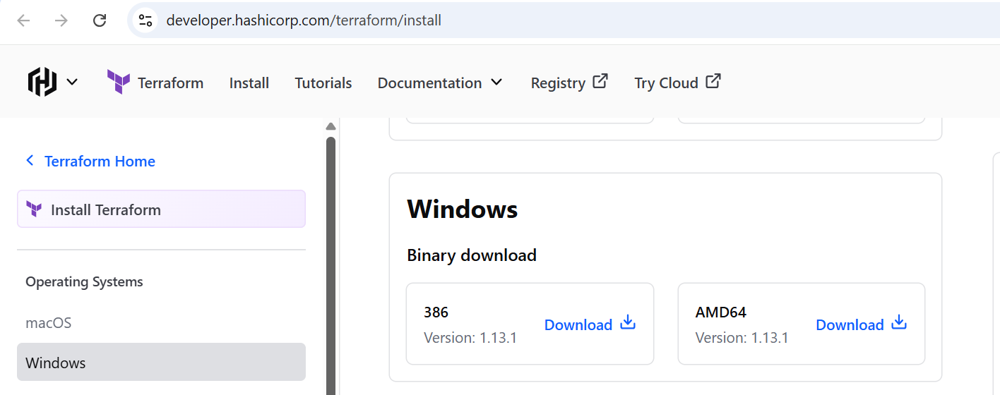 developer.hashicorp.com/terraform/install
Terraform Install Tutorials Documentation Registry Try Cloud
Terraform Home
Install Terraform
Operating Systems
macOS
Windows
Windows
Binary download
386
Version: 1.13.1
Download
AMD64
Version: 1.13.1
Download